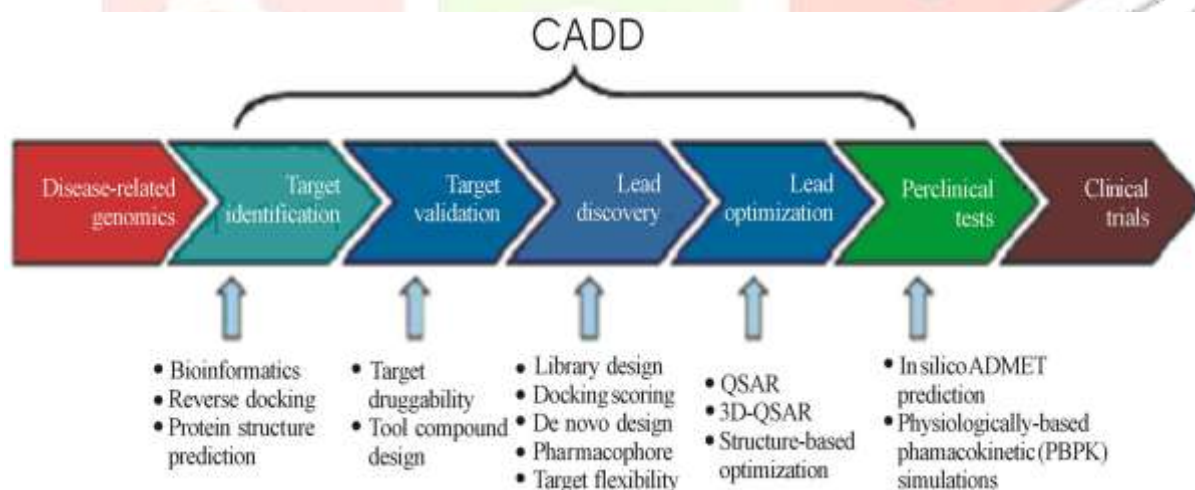 CADD
Disease-related
genomics
Target
identification
Target
validation
Lead
discovery
Lead
optimization
Perclinical
tests
Clinical
trials
• Bioinformatics
• Reverse docking
• Protein structure
prediction
• Target
druggability
• Tool compound
design
• Library design
• Docking scoring
• De novo design
• Pharmacophore
• Target flexibility
• QSAR
• 3D-QSAR
• Structure-based
optimization
• In silico ADMET
prediction
• Physiologically-based
phamacokinetic (PBPK)
simulations